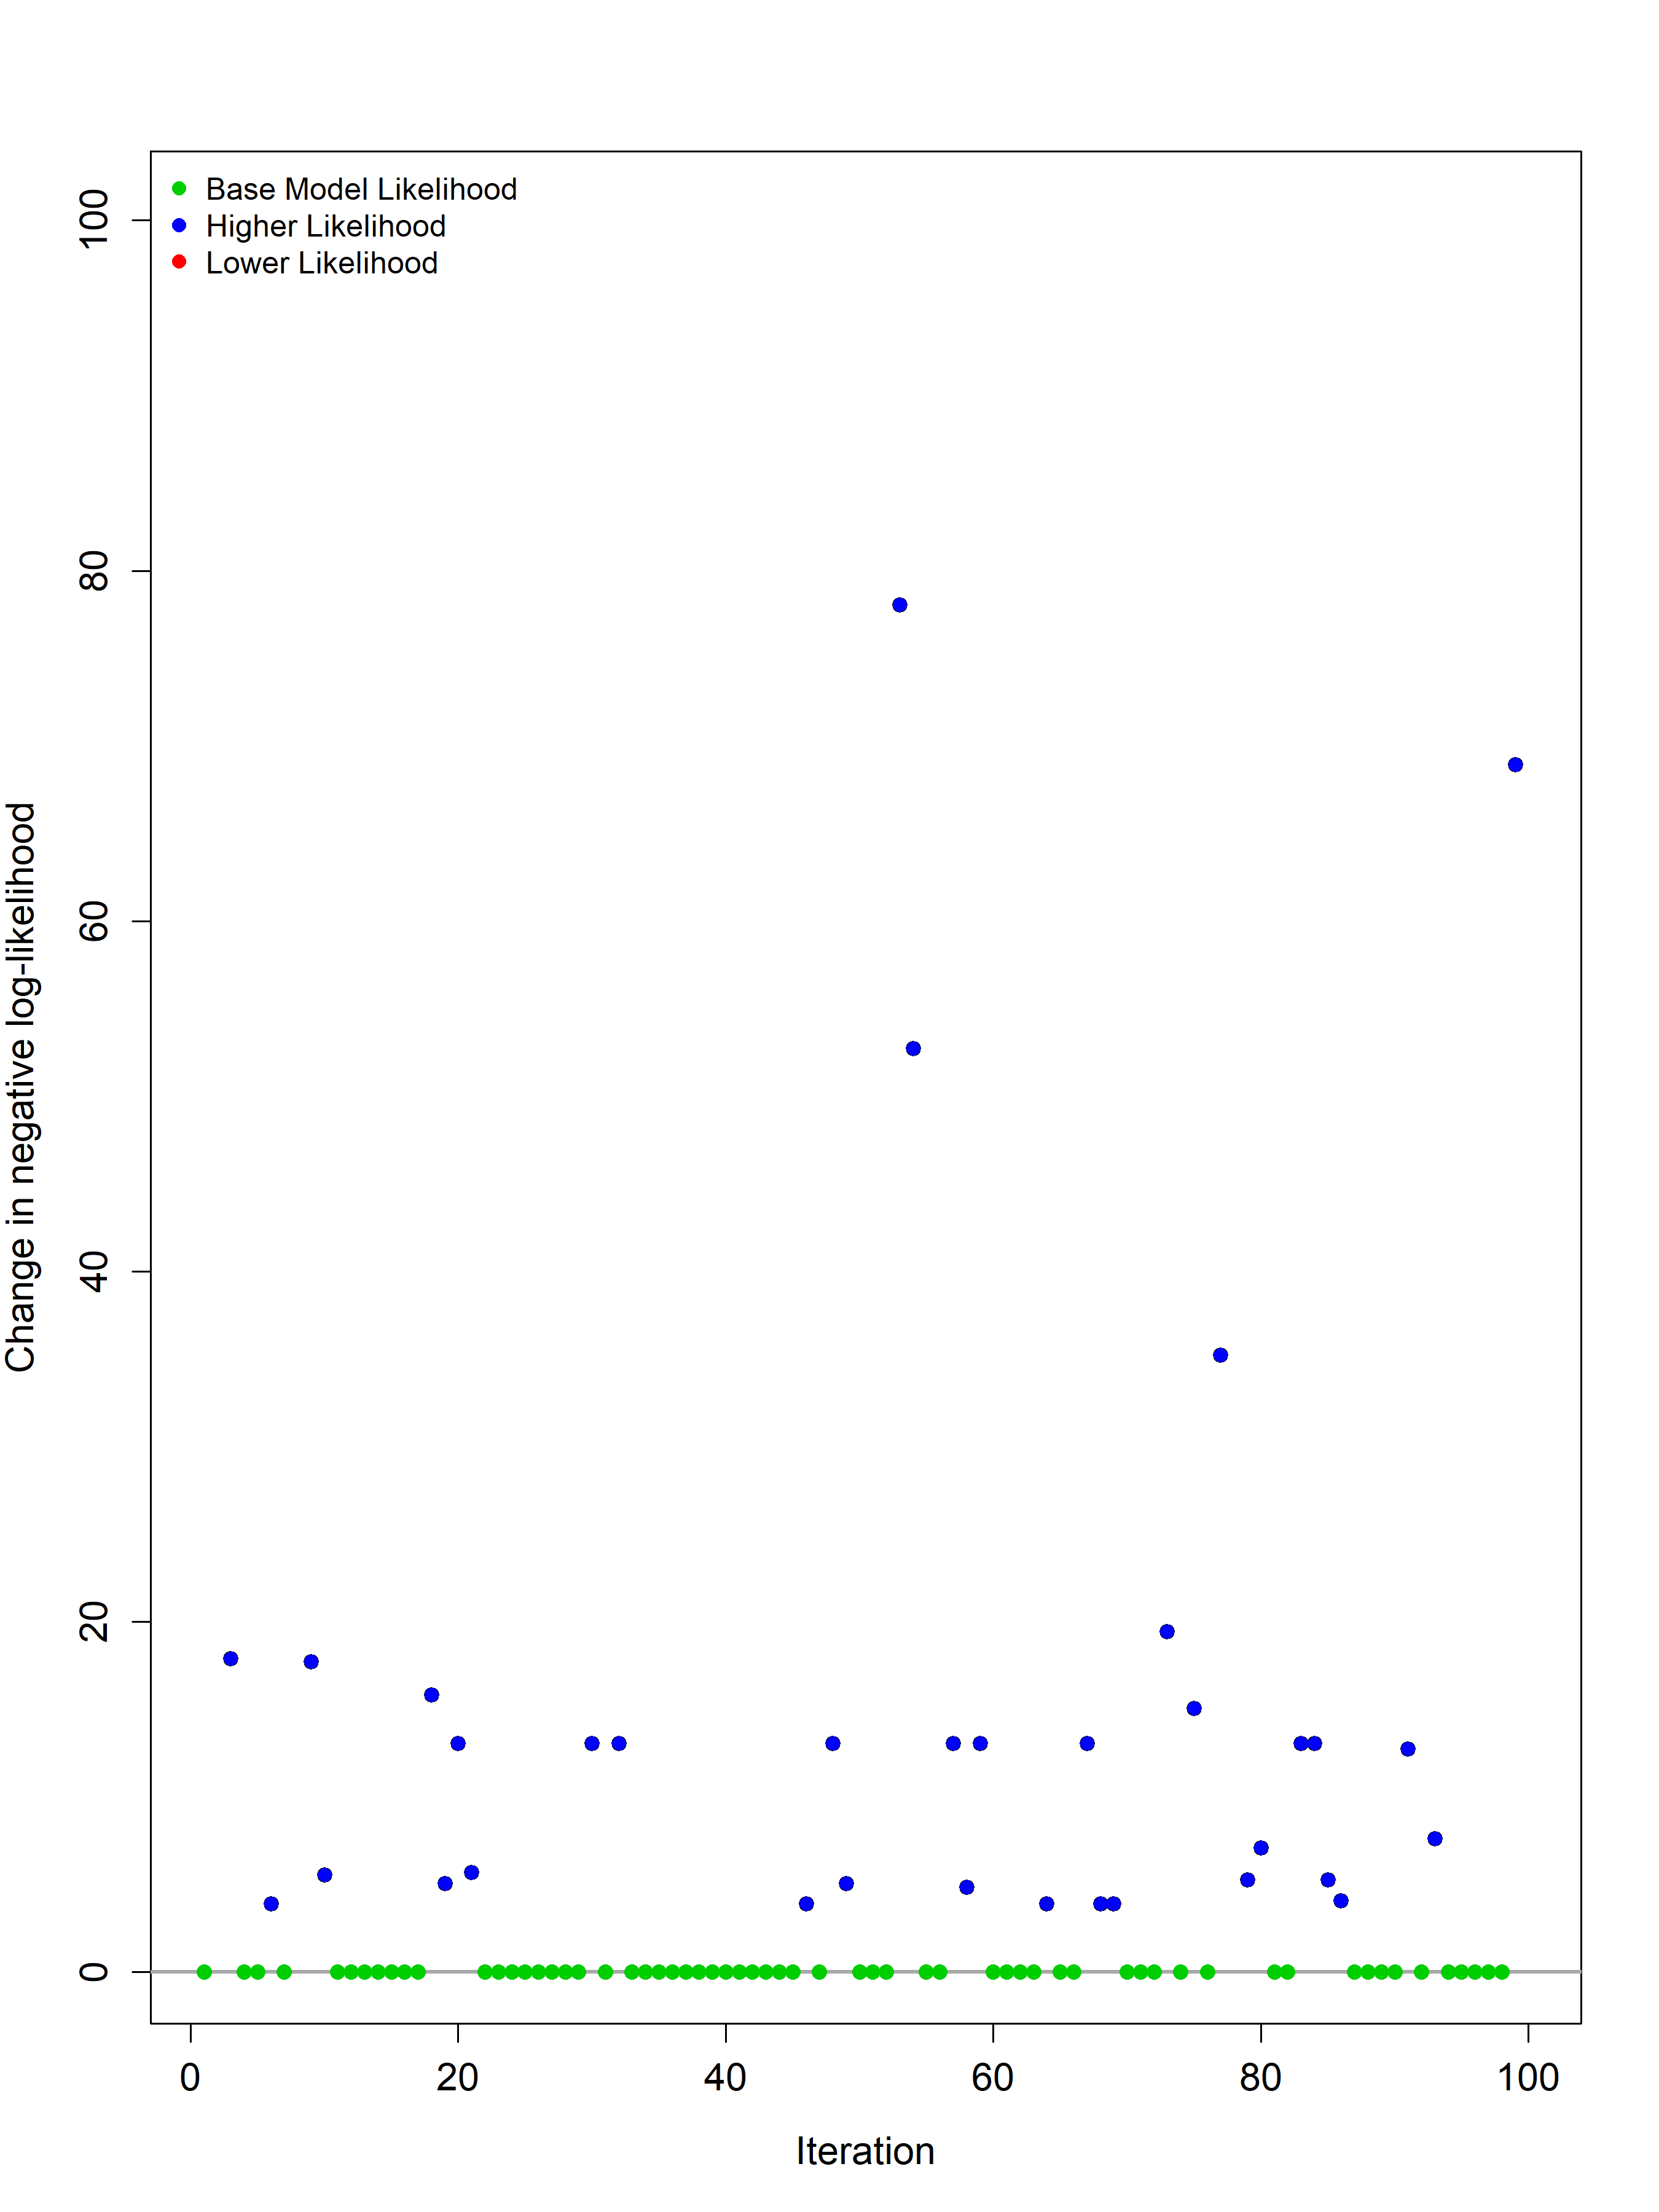 Base Model Likelihood
Higher Likelihood
Lower Likelihood
100
80
60
40
20
0
Change in negative log-likelihood
0 20 40 60 80 100
Iteration